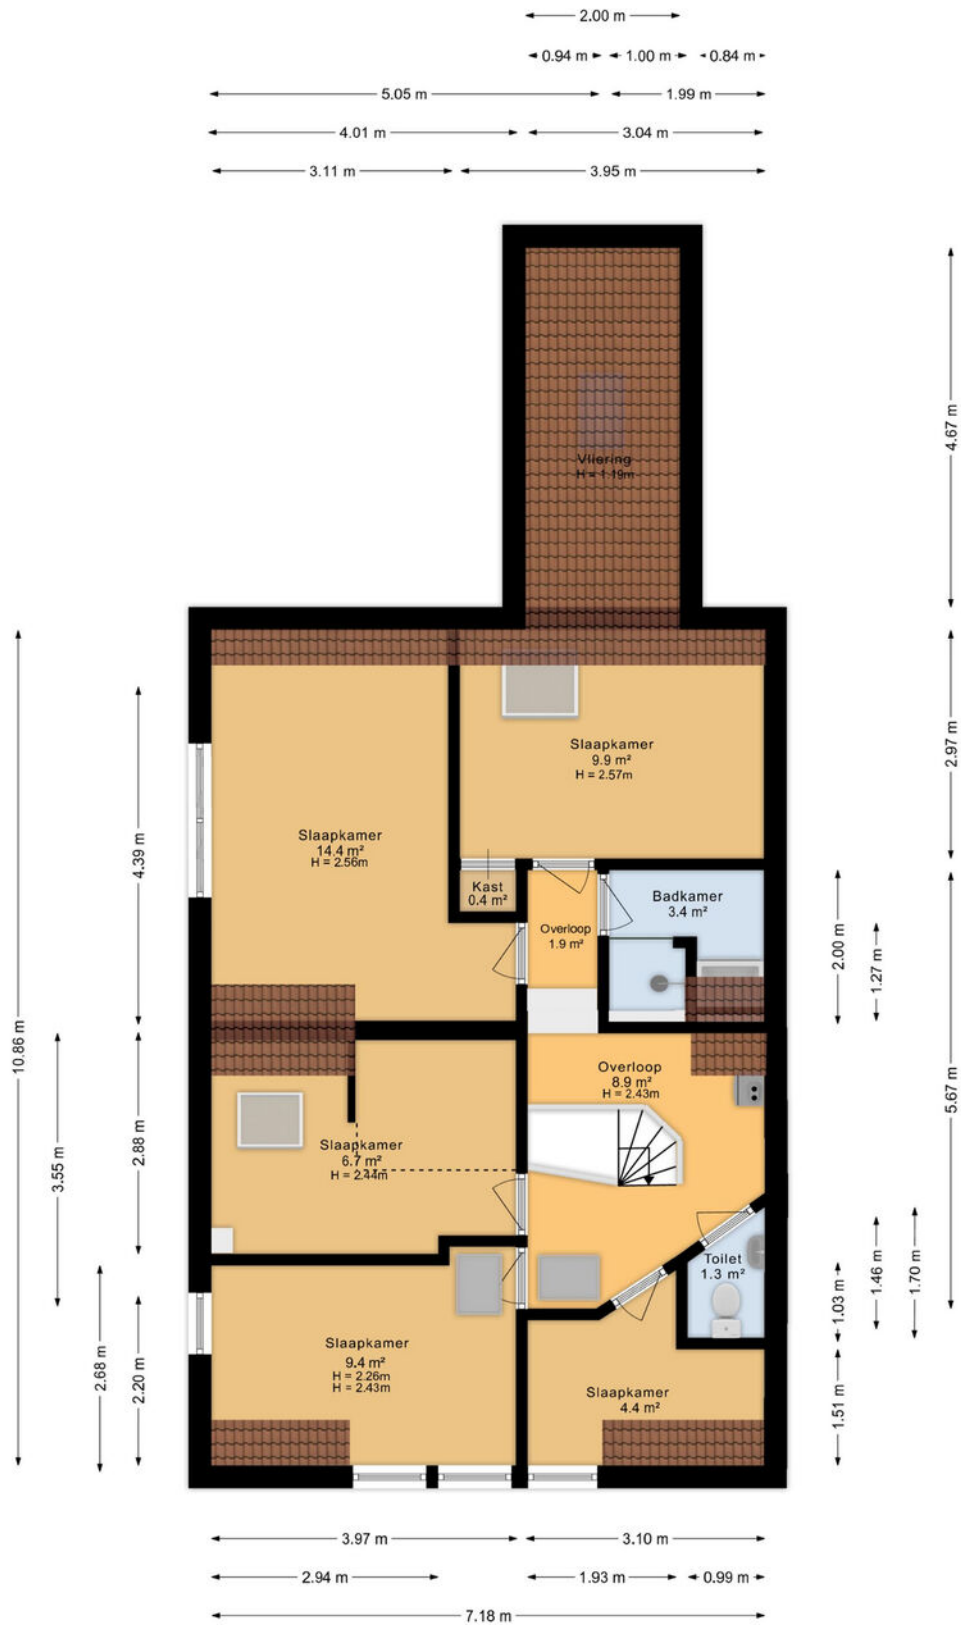 2.00 m
0.94 m 1.00 m 0.84 m
5.05 m 1.99 m
4.01 m 3.04 m
3.11 m 3.95 m
4.67 m
Vliering
H = 1.19m
2.97 m
Slaapkamer
9.9 m²
H = 2.57m
4.39 m
Slaapkamer
14.4 m²
H = 2.56m
Kast
0.4 m²
Badkamer
3.4 m²
Overloop
1.9 m²
2.00 m
1.27 m
10.86 m
5.67 m
Overloop
8.9 m²
H = 2.43m
3.55 m
2.88 m
Slaapkamer
6.7 m²
H = 2.44m
Toilet
1.3 m²
1.03 m
1.46 m
1.70 m
2.68 m
2.20 m
Slaapkamer
9.4 m²
H = 2.26m
H = 2.43m
Slaapkamer
4.4 m²
1.51 m
3.97 m 3.10 m
2.94 m 1.93 m 0.99 m
7.18 m